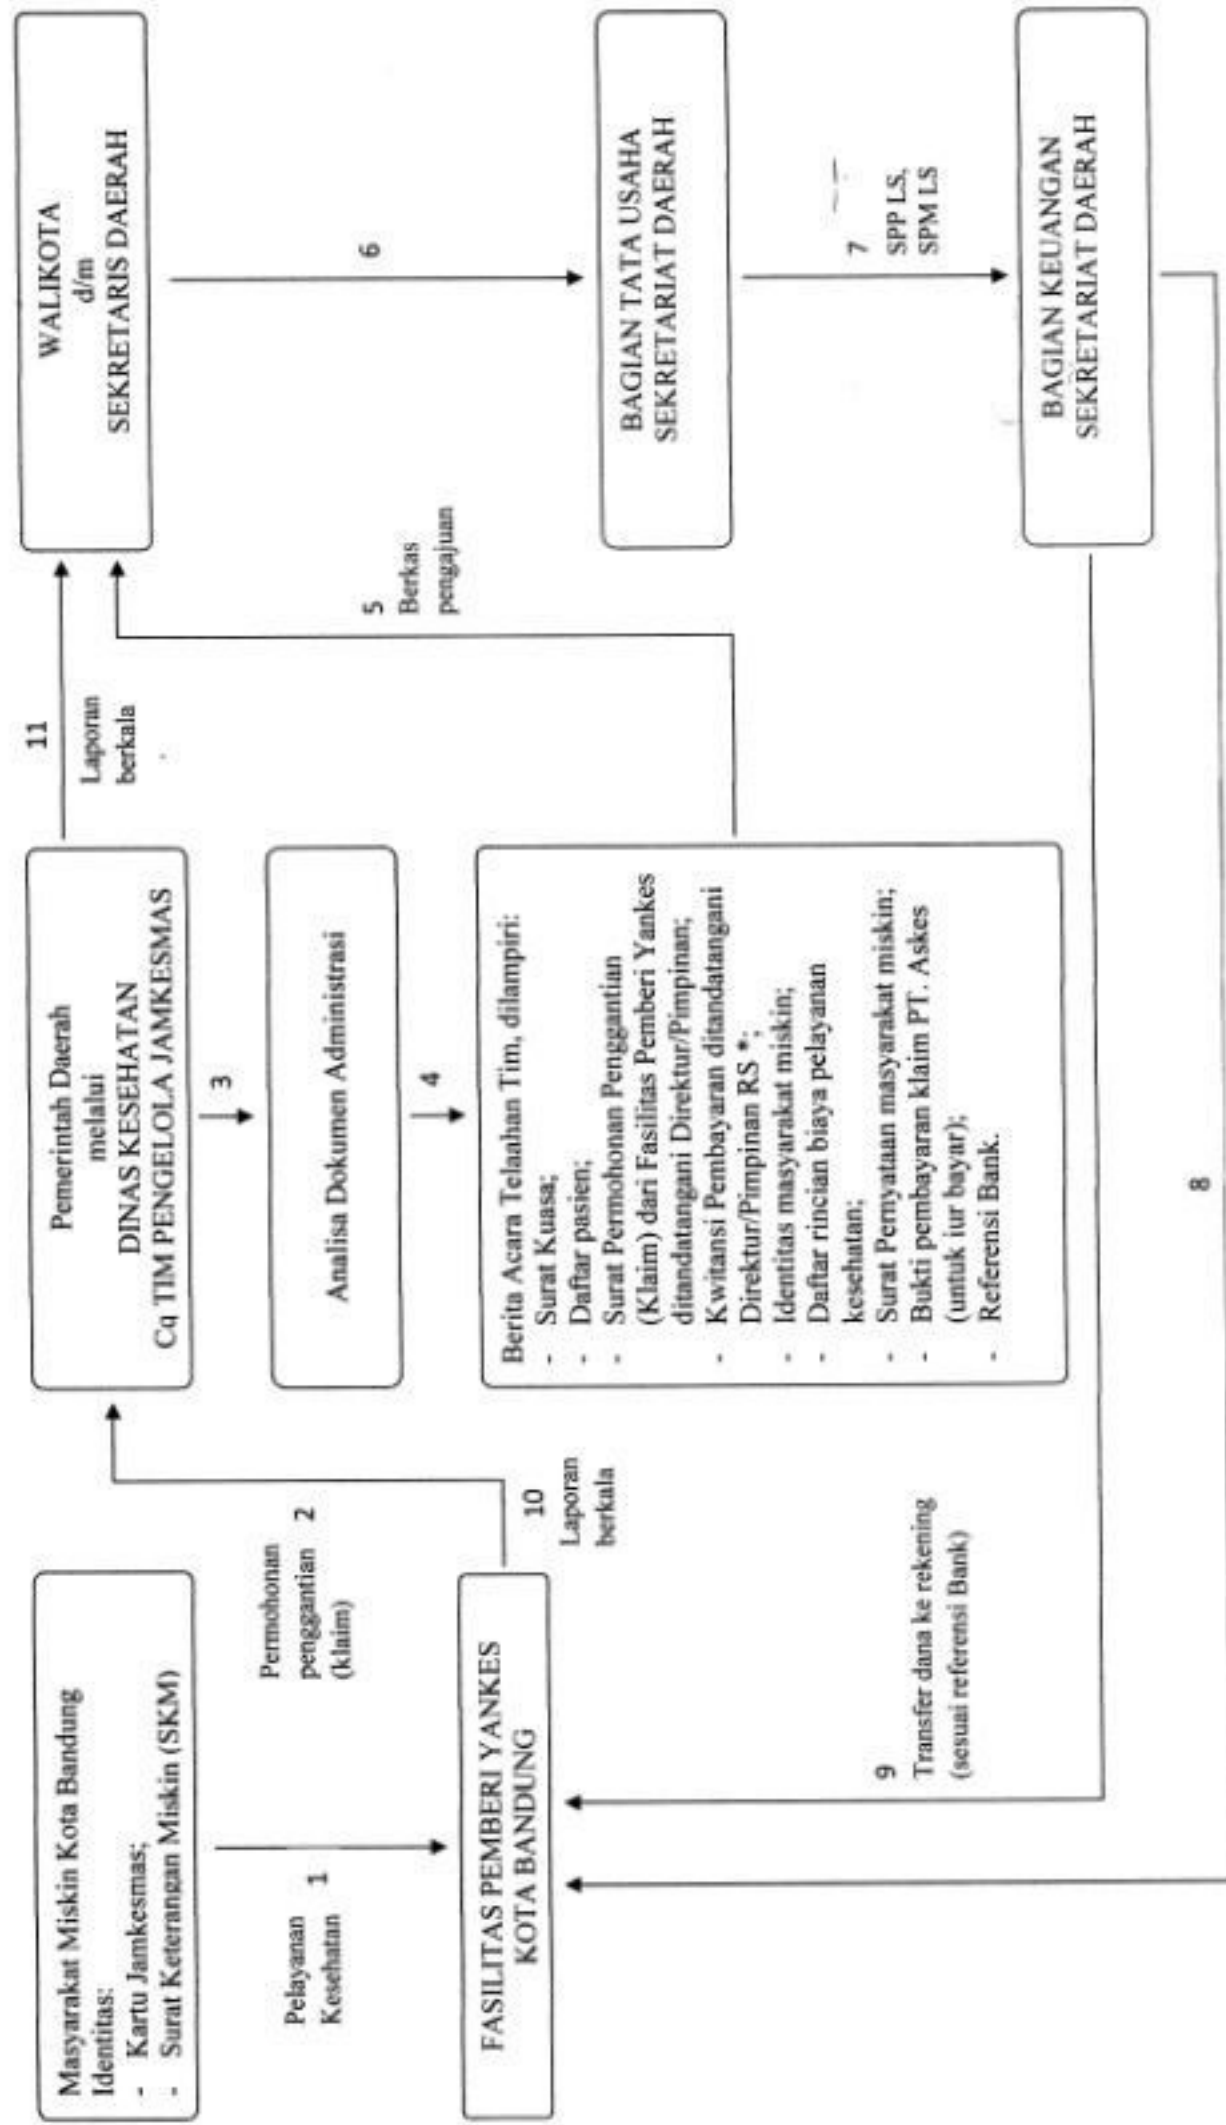 Masyarakat Miskin Kota Bandung
Identitas:
- Kartu Jamkesmas;
- Surat Keterangan Miskin (SKM)
Pelayanan
Kesehatan 1
Permohonan
pengantian 2
(klaim)
FASILITAS PEMBERI YANKES
KOTA BANDUNG
10
Laporan
berkala
9
Transfer dana ke rekening
(sesuai referensi Bank)
Pemerintah Daerah
melalui
DINAS KESEHATAN
Cq TIM PENGELOLA JAMKESMAS
3
Analisa Dokumen Administrasi
4
Berita Acara Telaahan Tim, dilampiri:
- Surat Kuasa;
- Daftar pasien;
- Surat Permohonan Penggantian
(Klaim) dari Fasilitas Pemberi Yankes
ditandatangani Direktur/Pimpinan;
- Kwitansi Pembayaran ditandatangani
Direktur/Pimpinan RS *;
- Identitas masyarakat miskin;
- Daftar rincian biaya pelayanan
kesehatan;
- Surat Pernyataan masyarakat miskin;
- Bukti pembayaran klaim PT. Askes
(untuk iur bayar);
- Referensi Bank.
8
11
Laporan
berkala
5
Berkas
pengajuan
WALIKOTA
d/m
SEKRETARIS DAERAH
6
BAGIAN TATA USAHA
SEKRETARIAT DAERAH
7
SPP LS,
SPM LS
BAGIAN KEUANGAN
SEKRETARIAT DAERAH